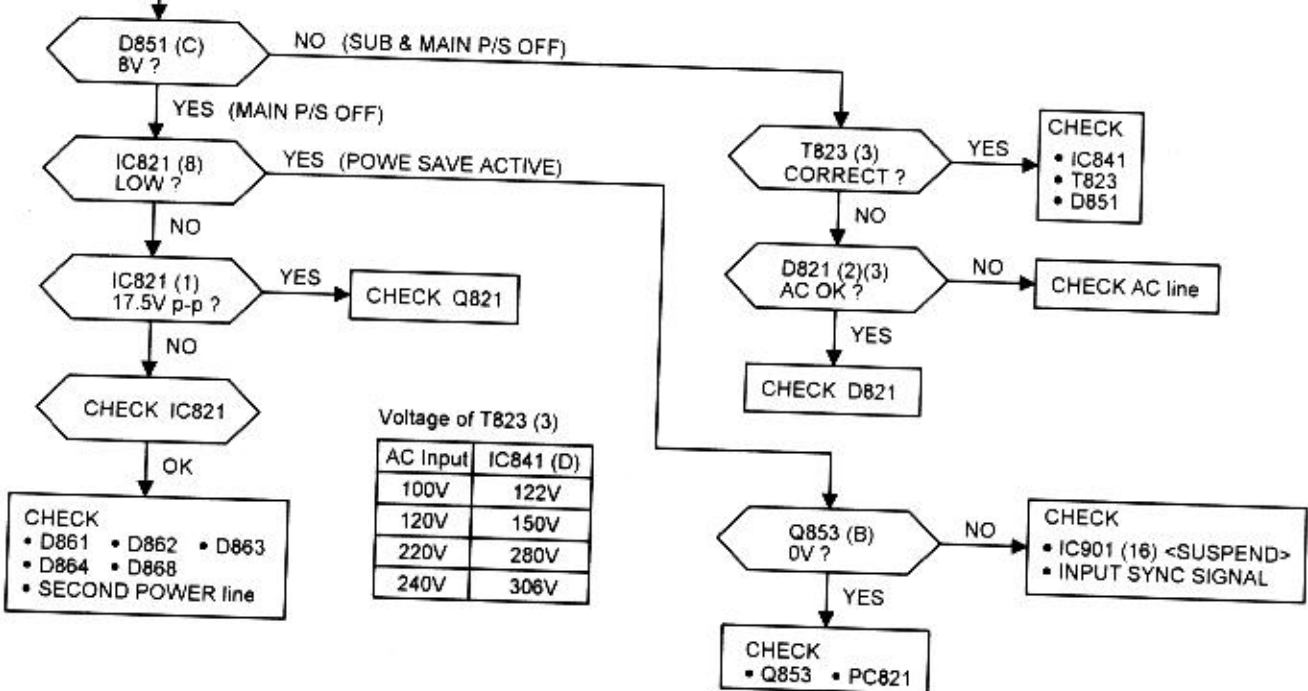 D851 (C)
8V ?
NO (SUB & MAIN P/S OFF)
YES (MAIN P/S OFF)
IC821 (8)
LOW ?
YES (POWE SAVE ACTIVE)
NO
IC821 (1)
17.5V p-p ?
YES
CHECK Q821
NO
CHECK IC821
OK
CHECK
• D861 • D862 • D863
• D864 • D868
• SECOND POWER line
Voltage of T823 (3)
AC Input IC841 (D)
100V 122V
120V 150V
220V 280V
240V 306V
T823 (3)
CORRECT ?
YES
CHECK
• IC841
• T823
• D851
NO
D821 (2)(3)
AC OK ?
NO
CHECK AC line
YES
CHECK D821
Q853 (B)
0V ?
NO
CHECK
• IC901 (16) <SUSPEND>
• INPUT SYNC SIGNAL
YES
CHECK
• Q853 • PC821